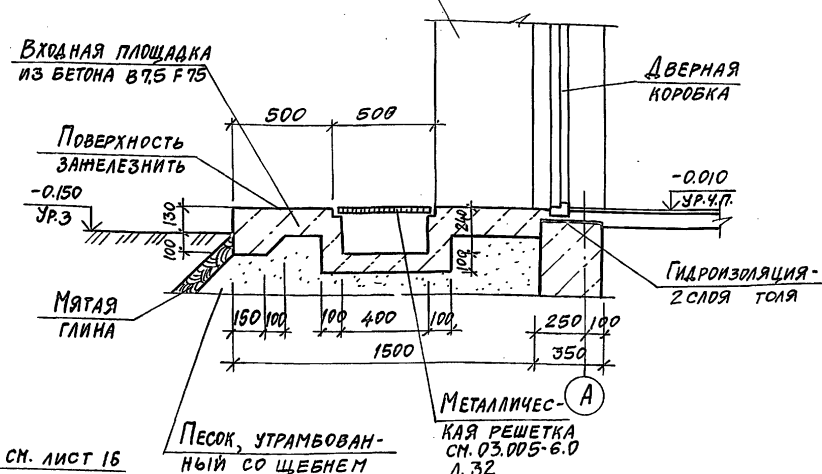 ВХОДНАЯ ПЛОЩАДКА
ИЗ БЕТОНА В7,5 F75
ДВЕРНАЯ
КОРОБКА
500
500
ПОВЕРХНОСТЬ
ЗАЖЕЛЕЗНИТЬ
-0.150
УР.З
130
100
240
100
-0.010
УР.Ч.П.
МЯТАЯ
ГЛИНА
ГИДРОИЗОЛЯЦИЯ-
2 СЛОЯ ТОЛЯ
150
100
100
400
100
250
100
1500
350
А
ПЕСОК, УТРАМБОВАН-
НЫЙ СО ЩЕБНЕМ
МЕТАЛЛИЧЕС-
КАЯ РЕШЕТКА
СМ. 03.005-6.0
Л. 32
СМ. ЛИСТ 16